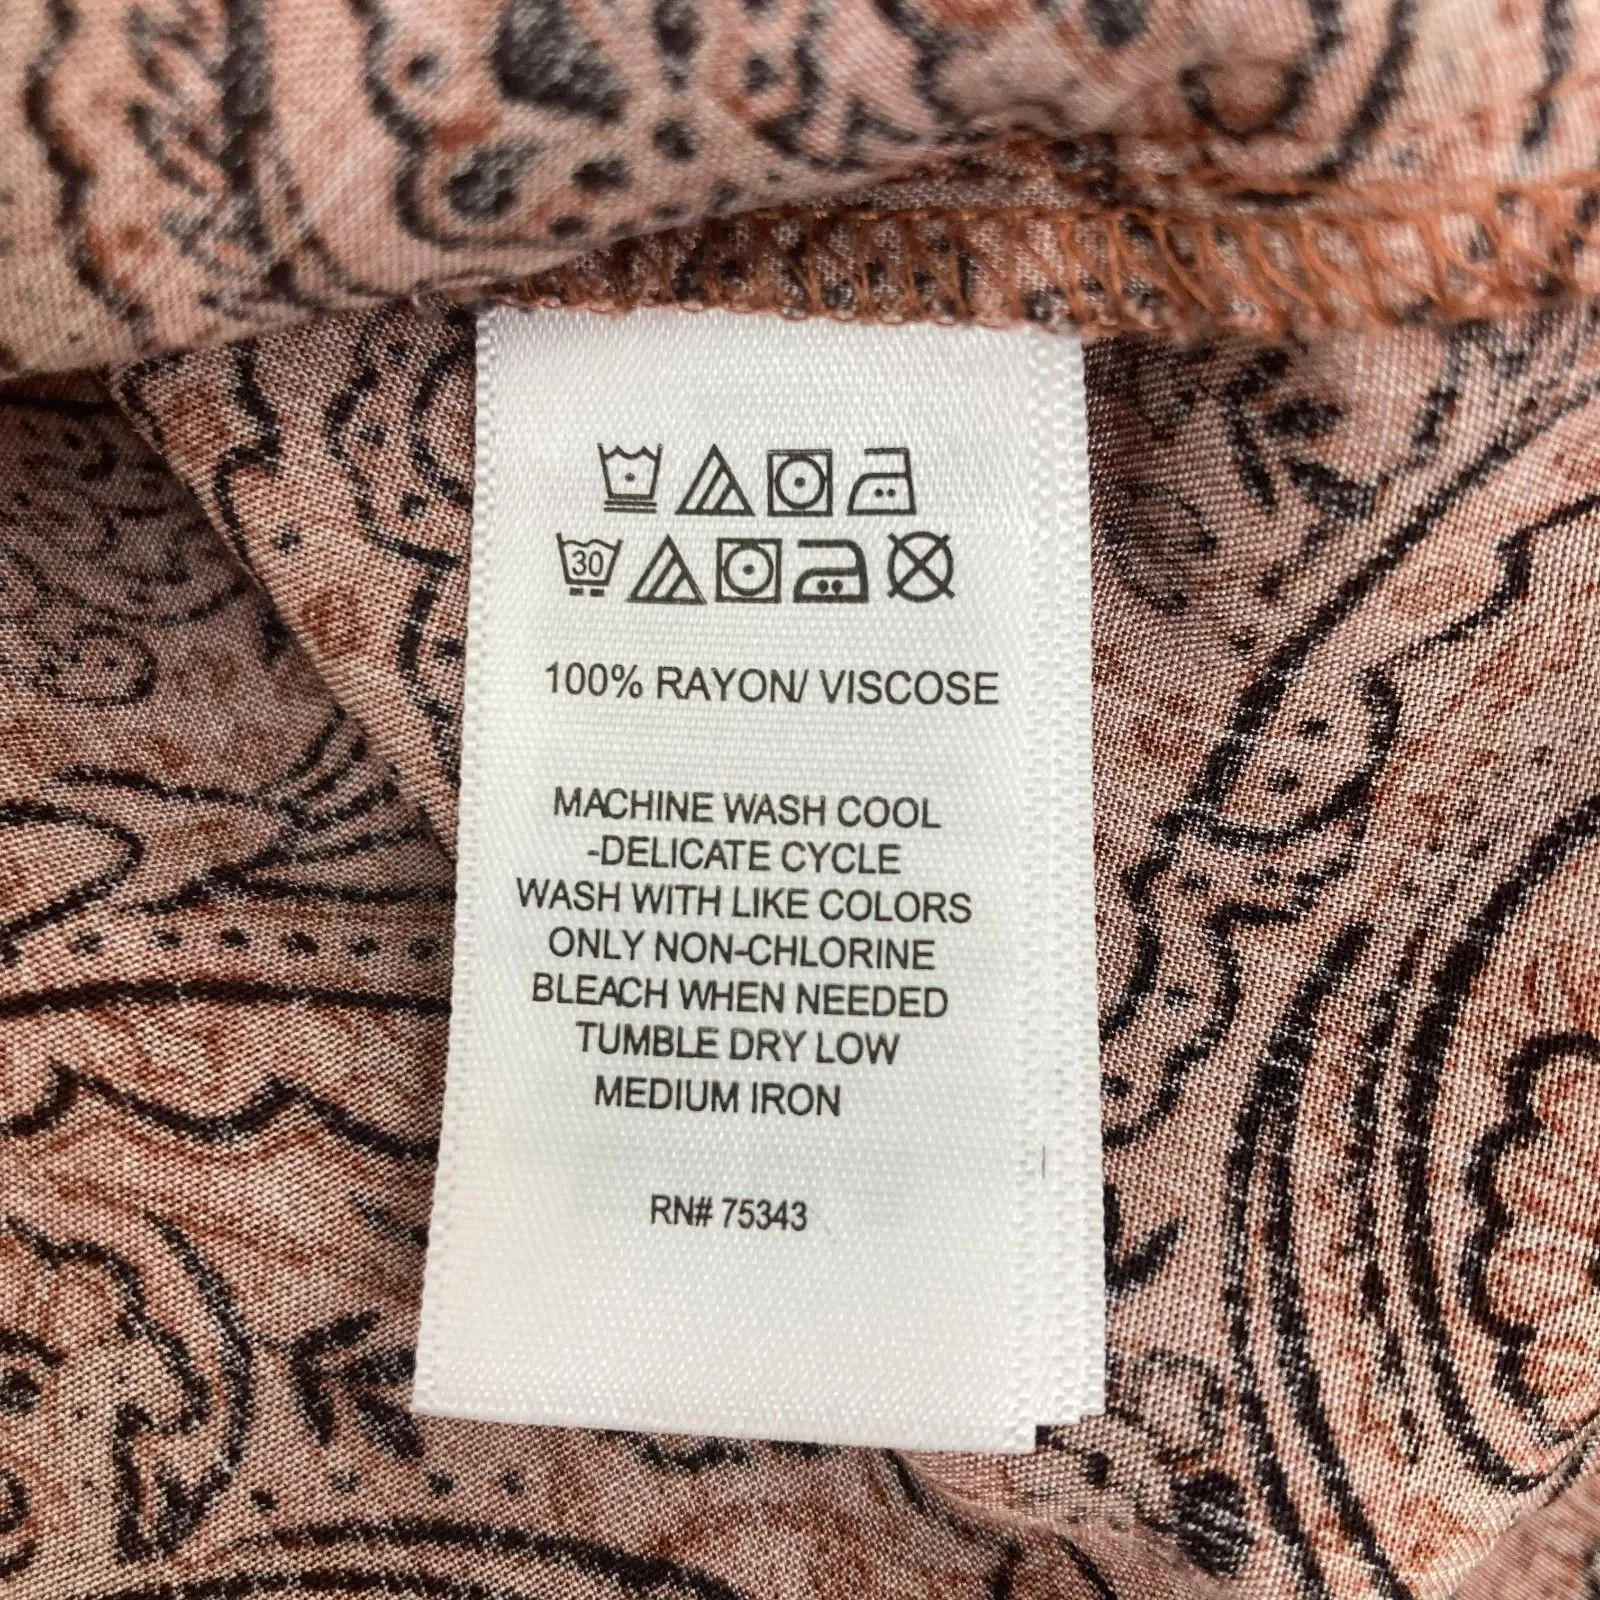 30
100% RAYON/ VISCOSE
MACHINE WASH COOL
-DELICATE CYCLE
WASH WITH LIKE COLORS
ONLY NON-CHLORINE
BLEACH WHEN NEEDED
TUMBLE DRY LOW
MEDIUM IRON
RN# 75343